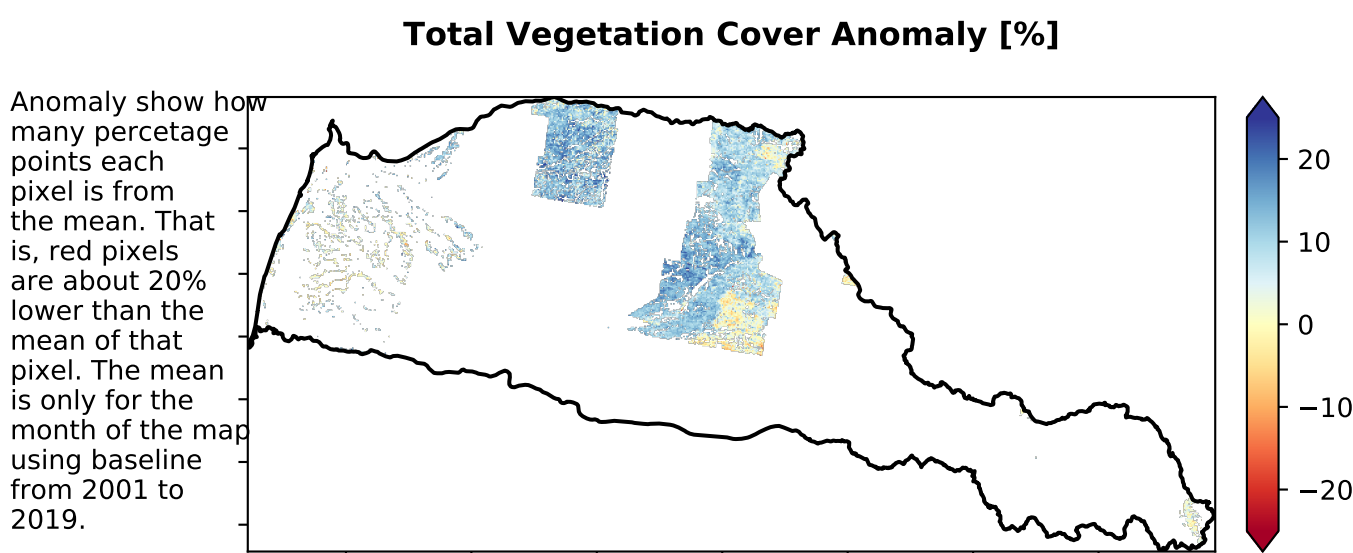 Total Vegetation Cover Anomaly [%]
Anomaly show how
many percetage
points each
pixel is from
the mean. That
is, red pixels
are about 20%
lower than the
mean of that
pixel. The mean
is only for the
month of the map
using baseline
from 2001 to
2019.
20
10
0
−10
−20